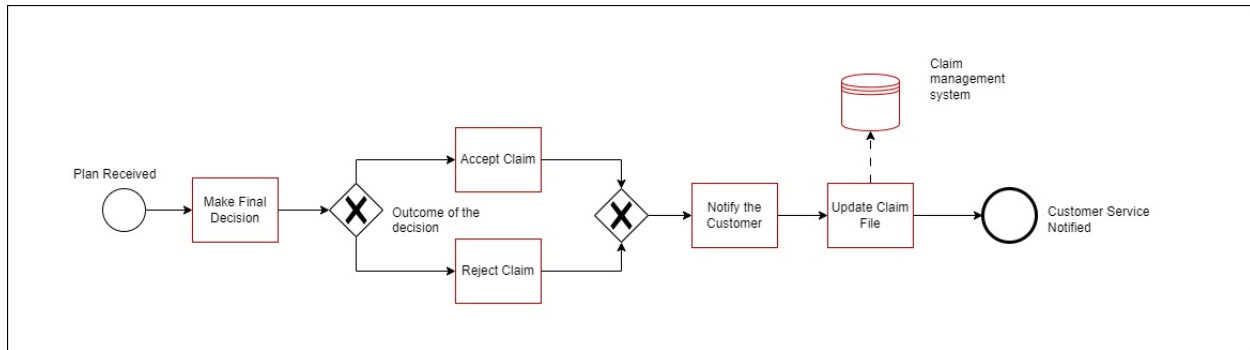 Claim
management
system
Plan Received
Make Final
Decision
Outcome of the
decision
Accept Claim
Reject Claim
Notify the
Customer
Update Claim
File
Customer Service
Notified